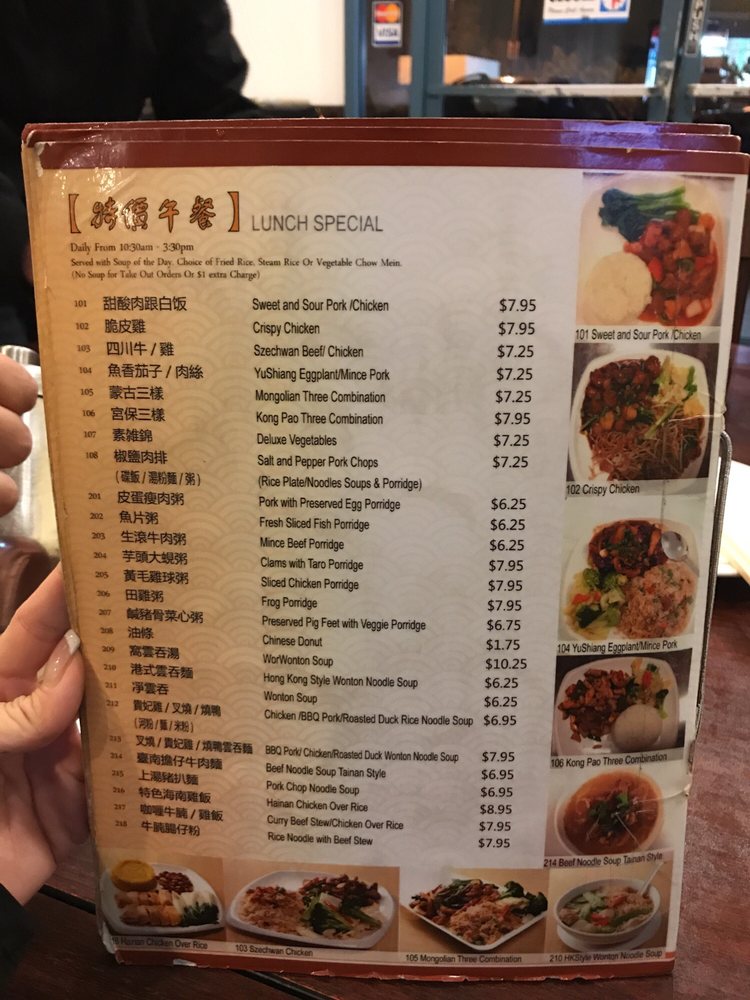 MasterCard
VISA
【特價午餐】 LUNCH SPECIAL
Daily From 10:30am - 3:30pm
Served with Soup of the Day. Choice of Fried Rice, Steam Rice Or Vegetable Chow Mein.
(No Soup for Take Out Orders Or $1 extra Charge)
101 甜酸肉跟白饭 Sweet and Sour Pork /Chicken $7.95
102 脆皮雞 Crispy Chicken $7.95
103 四川牛 / 雞 Szechwan Beef/ Chicken $7.25
104 魚香茄子 / 肉絲 YuShiang Eggplant/Mince Pork $7.25
105 蒙古三樣 Mongolian Three Combination $7.25
106 宮保三樣 Kong Pao Three Combination $7.95
107 素雑錦 Deluxe Vegetables $7.25
108 椒鹽肉排 Salt and Pepper Pork Chops $7.25
(碟飯 / 湯粉麵 / 粥) (Rice Plate/Noodles Soups & Porridge)
201 皮蛋瘦肉粥 Pork with Preserved Egg Porridge $6.25
202 魚片粥 Fresh Sliced Fish Porridge $6.25
203 生滾牛肉粥 Mince Beef Porridge $6.25
204 芋頭大蜆粥 Clams with Taro Porridge $7.95
205 黃毛雞球粥 Sliced Chicken Porridge $7.95
206 田雞粥 Frog Porridge $7.95
207 鹹豬骨菜心粥 Preserved Pig Feet with Veggie Porridge $6.75
208 油條 Chinese Donut $1.75
209 窩雲吞湯 WorWonton Soup $10.25
210 港式雲吞麵 Hong Kong Style Wonton Noodle Soup $6.25
211 凈雲吞 Wonton Soup $6.25
212 貴妃雞 / 叉燒 / 燒鴨 Chicken /BBQ Pork/Roasted Duck Rice Noodle Soup $6.95
(河粉 / 麵 / 米粉)
213 叉燒 / 貴妃雞 / 燒鴨雲吞麵 BBQ Pork/ Chicken/Roasted Duck Wonton Noodle Soup $7.95
214 臺南擔仔牛肉麵 Beef Noodle Soup Tainan Style $6.95
215 上湯豬扒麵 Pork Chop Noodle Soup $6.95
216 特色海南雞飯 Hainan Chicken Over Rice $8.95
217 咖喱牛腩 / 雞飯 Curry Beef Stew/Chicken Over Rice $7.95
218 牛腩腸仔粉 Rice Noodle with Beef Stew $7.95
101 Sweet and Sour Pork /Chicken
102 Crispy Chicken
104 YuShiang Eggplant/Mince Pork
106 Kong Pao Three Combination
214 Beef Noodle Soup Tainan Style
16 Hainan Chicken Over Rice
103 Szechwan Chicken
105 Mongolian Three Combination
210 HKStyle Wonton Noodle Soup